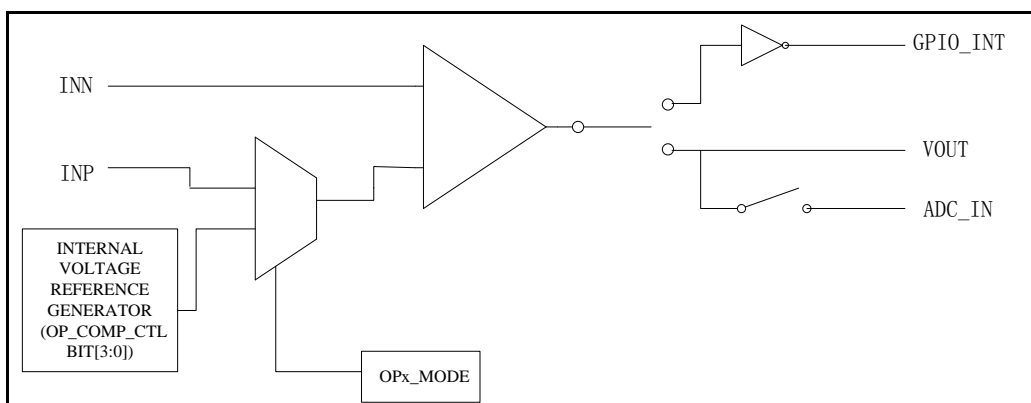 GPIO_INT
INN
VOUT
INP
ADC_IN
INTERNAL
VOLTAGE
REFERENCE
GENERATOR
(OP_COMP_CTL
BIT[3:0])
OPx_MODE